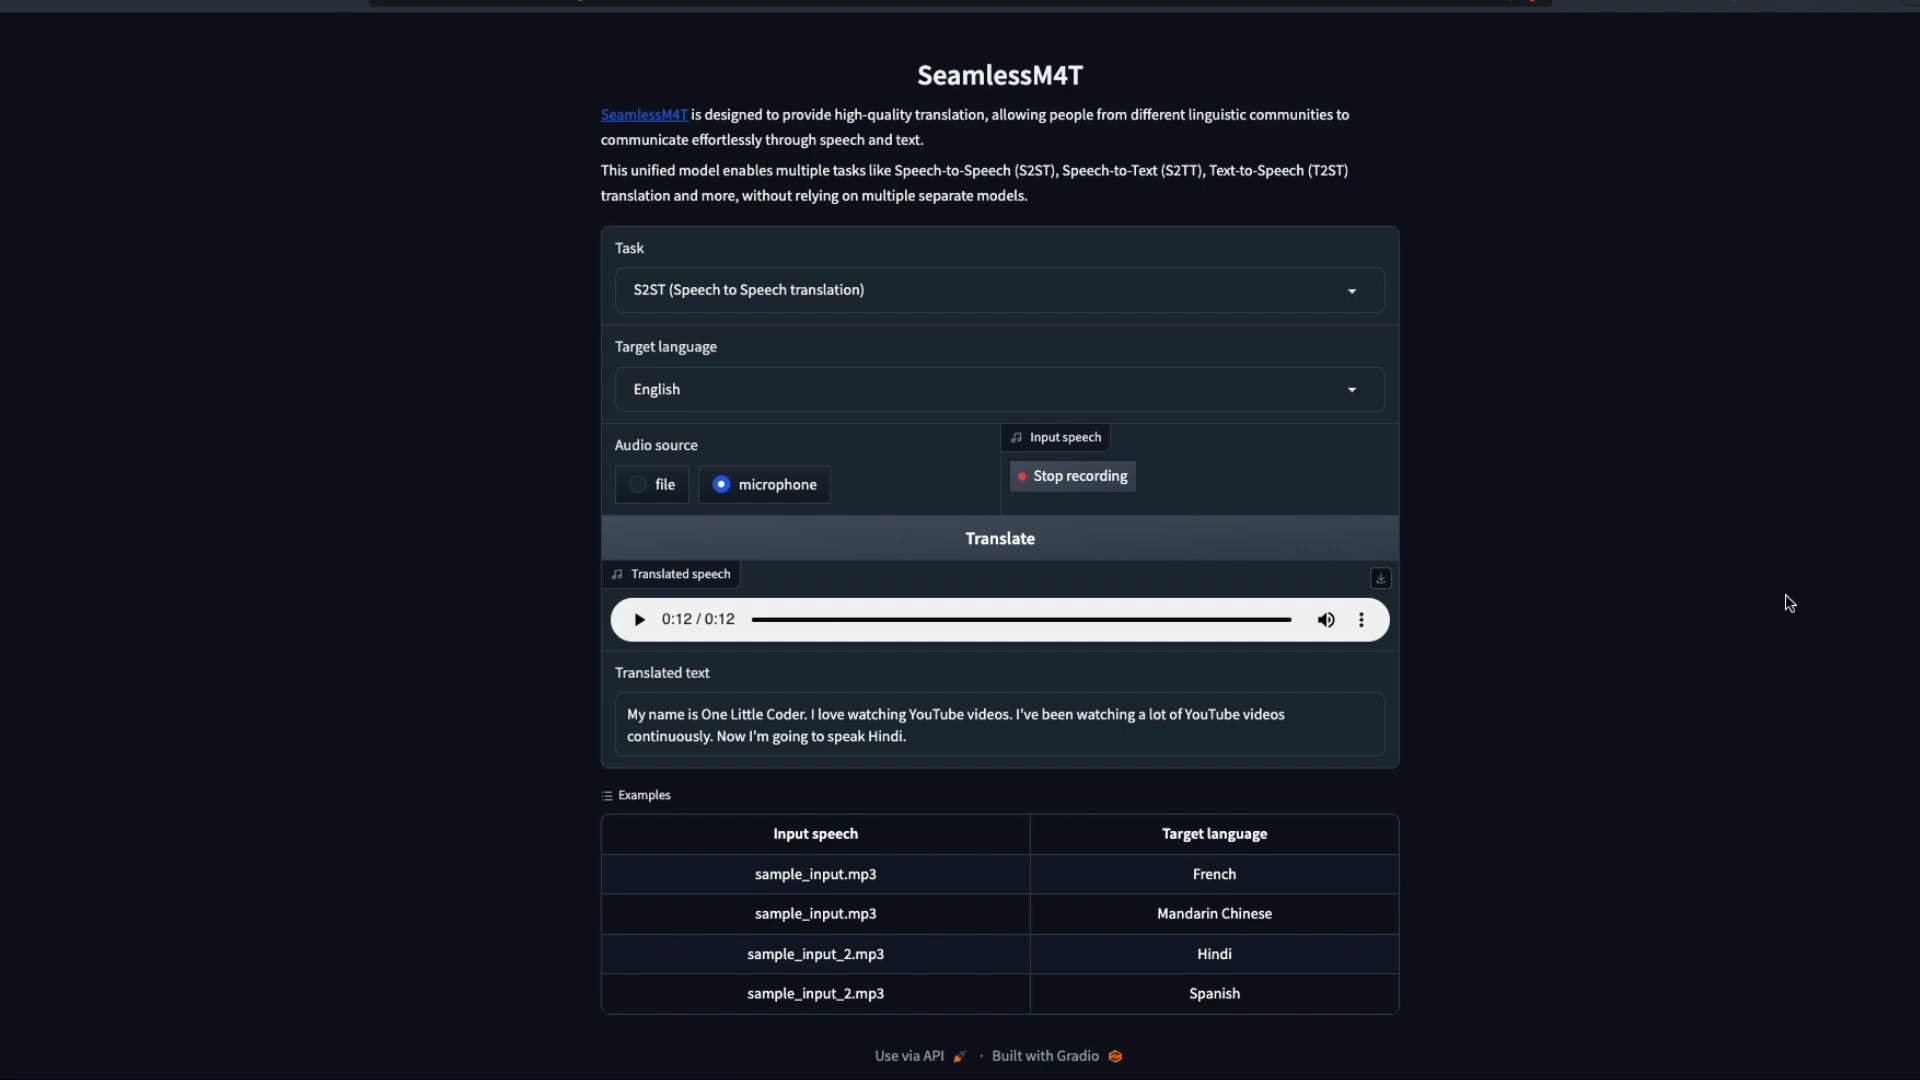 SeamlessM4T
SeamlessM4T is designed to provide high-quality translation, allowing people from different linguistic communities to
communicate effortlessly through speech and text.
This unified model enables multiple tasks like Speech-to-Speech (S2ST), Speech-to-Text (S2TT), Text-to-Speech (T2ST)
translation and more, without relying on multiple separate models.
Task
S2ST (Speech to Speech translation)
Target language
English
Audio source
file
microphone
Input speech
Stop recording
Translate
Translated speech
0:12 / 0:12
Translated text
My name is One Little Coder. I love watching YouTube videos. I've been watching a lot of YouTube videos
continuously. Now I'm going to speak Hindi.
Examples
Input speech Target language
sample_input.mp3 French
sample_input.mp3 Mandarin Chinese
sample_input_2.mp3 Hindi
sample_input_2.mp3 Spanish
Use via API · Built with Gradio